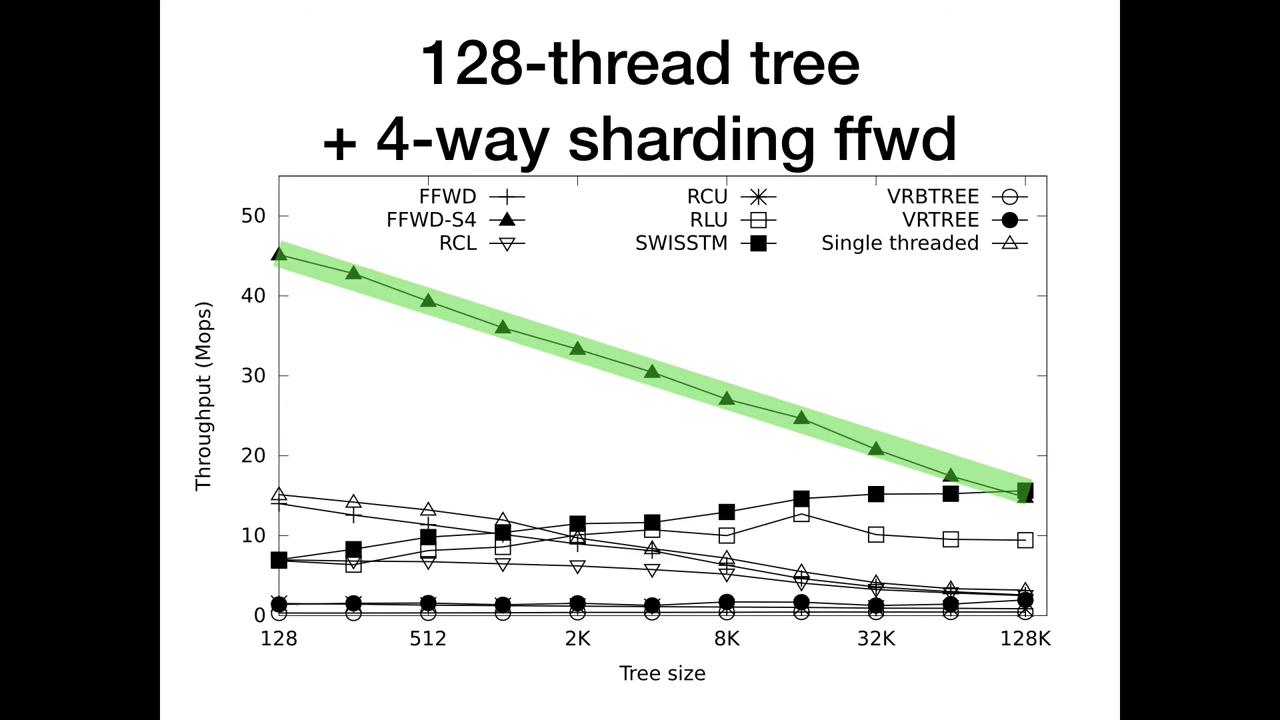 128-thread tree
+ 4-way sharding ffwd
FFWD
FFWD-S4
RCL
RCU
RLU
SWISSTM
VRBTREE
VRTREE
Single threaded
50
40
30
20
10
0
Throughput (Mops)
128
512
2K
8K
32K
128K
Tree size